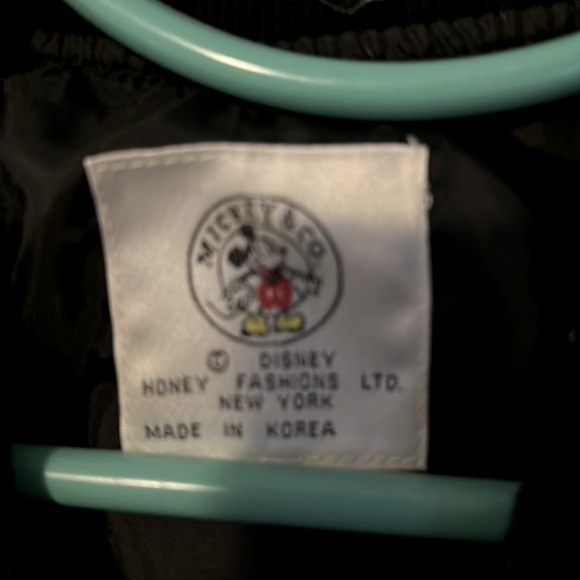 MICKEY & CO.
© DISNEY
HONEY FASHIONS LTD.
NEW YORK
MADE IN KOREA